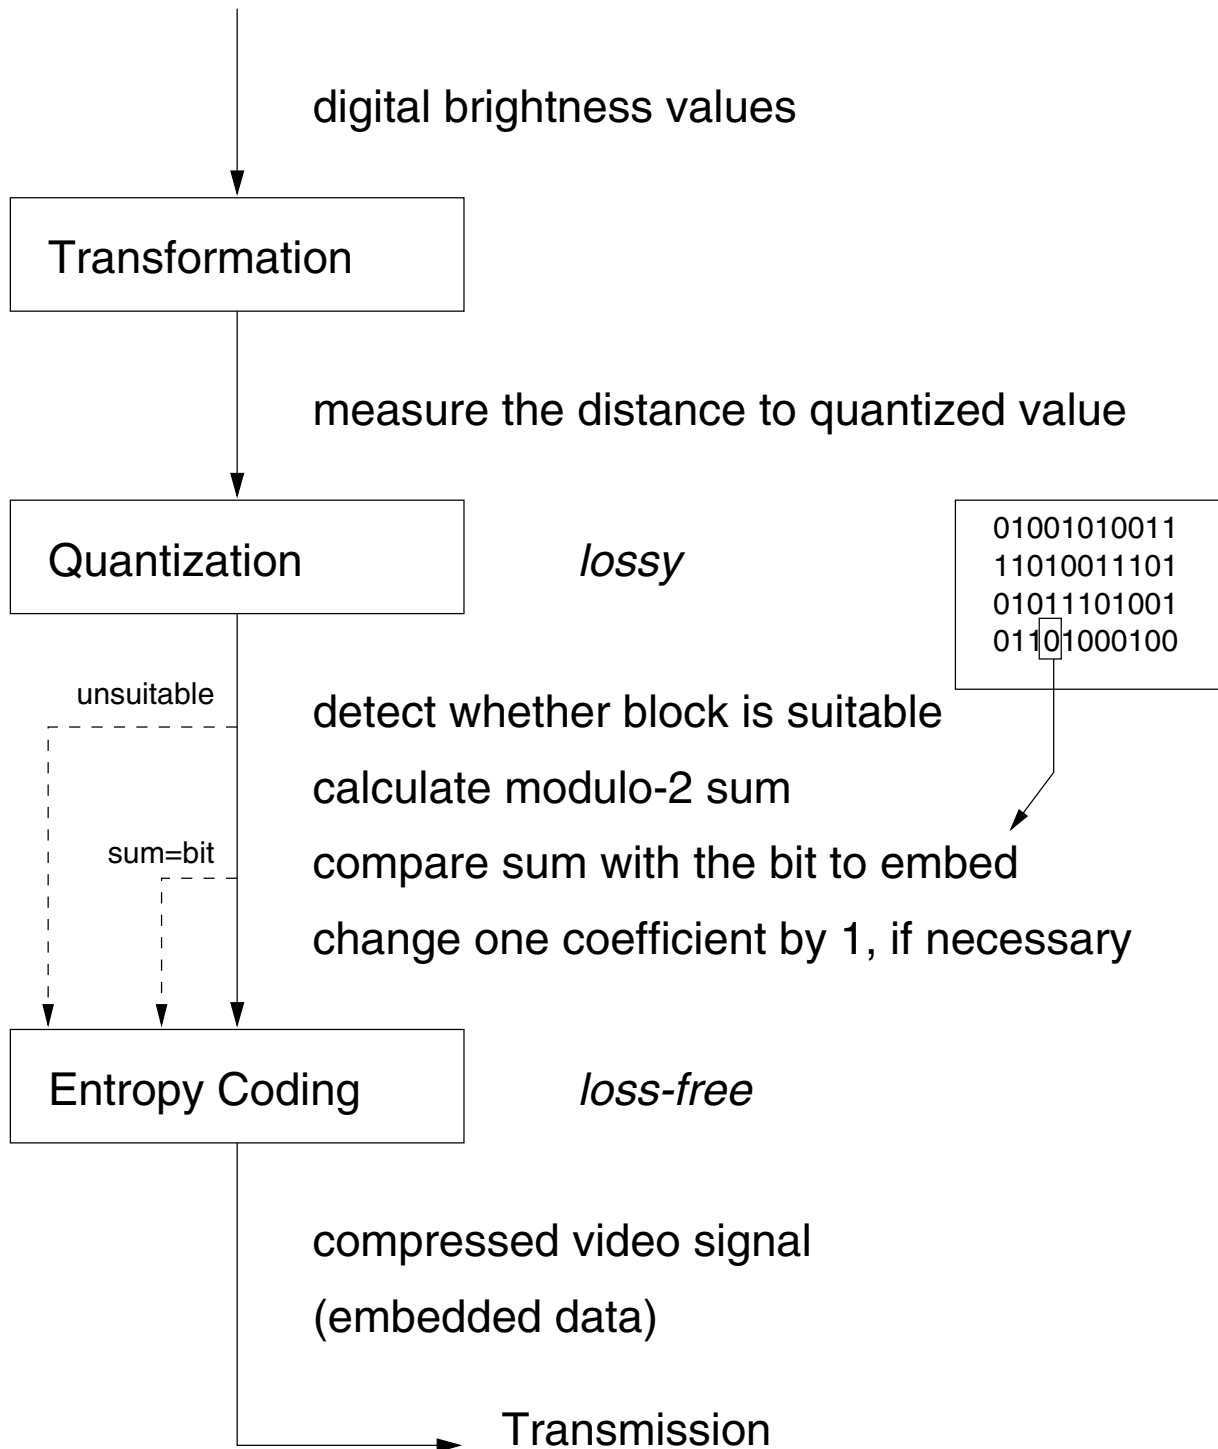 digital brightness values
Transformation
measure the distance to quantized value
Quantization
lossy
01001010011
11010011101
01011101001
01101000100
unsuitable
detect whether block is suitable
calculate modulo-2 sum
sum=bit
compare sum with the bit to embed
change one coefficient by 1, if necessary
Entropy Coding
loss-free
compressed video signal
(embedded data)
Transmission